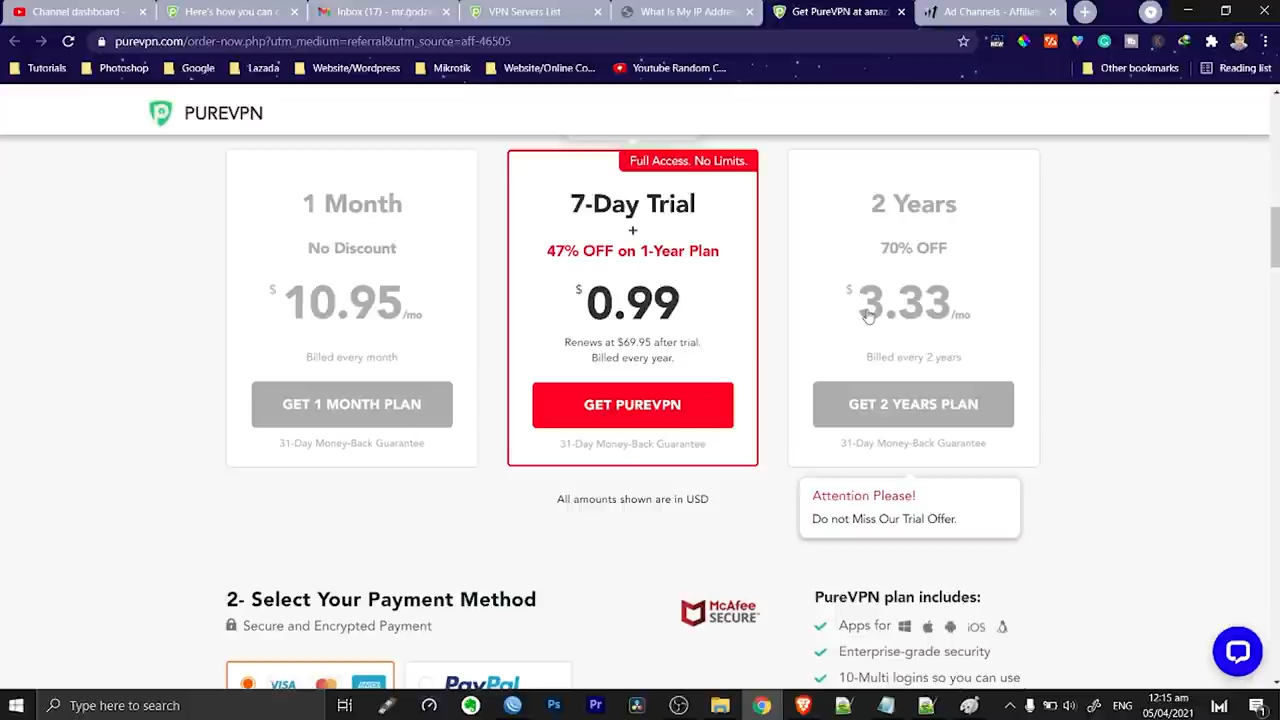 Channel dashboard -
Here's how you can
Inbox (17) - mr.godz
VPN Servers List
What Is My IP Addres
Get PureVPN at amaz
Ad Channels - Affilia
purevpn.com/order-now.php?utm_medium=referral&utm_source=aff-46505
Tutorials
Photoshop
Google
Lazada
Website/Wordpress
Mikrotik
Website/Online Co...
Youtube Random C...
Other bookmarks
Reading list
PUREVPN
1 Month
No Discount
$ 10.95/mo
Billed every month
GET 1 MONTH PLAN
31-Day Money-Back Guarantee
Full Access. No Limits.
7-Day Trial
+
47% OFF on 1-Year Plan
$ 0.99
Renews at $69.95 after trial.
Billed every year.
GET PUREVPN
31-Day Money-Back Guarantee
2 Years
70% OFF
$ 3.33/mo
Billed every 2 years
GET 2 YEARS PLAN
31-Day Money-Back Guarantee
All amounts shown are in USD
Attention Please!
Do not Miss Our Trial Offer.
2- Select Your Payment Method
Secure and Encrypted Payment
McAfee
SECURE
VISA
PayPal
PureVPN plan includes:
Apps for iOS
Enterprise-grade security
10-Multi logins so you can use
Type here to search
ENG
12:15 am
05/04/2021